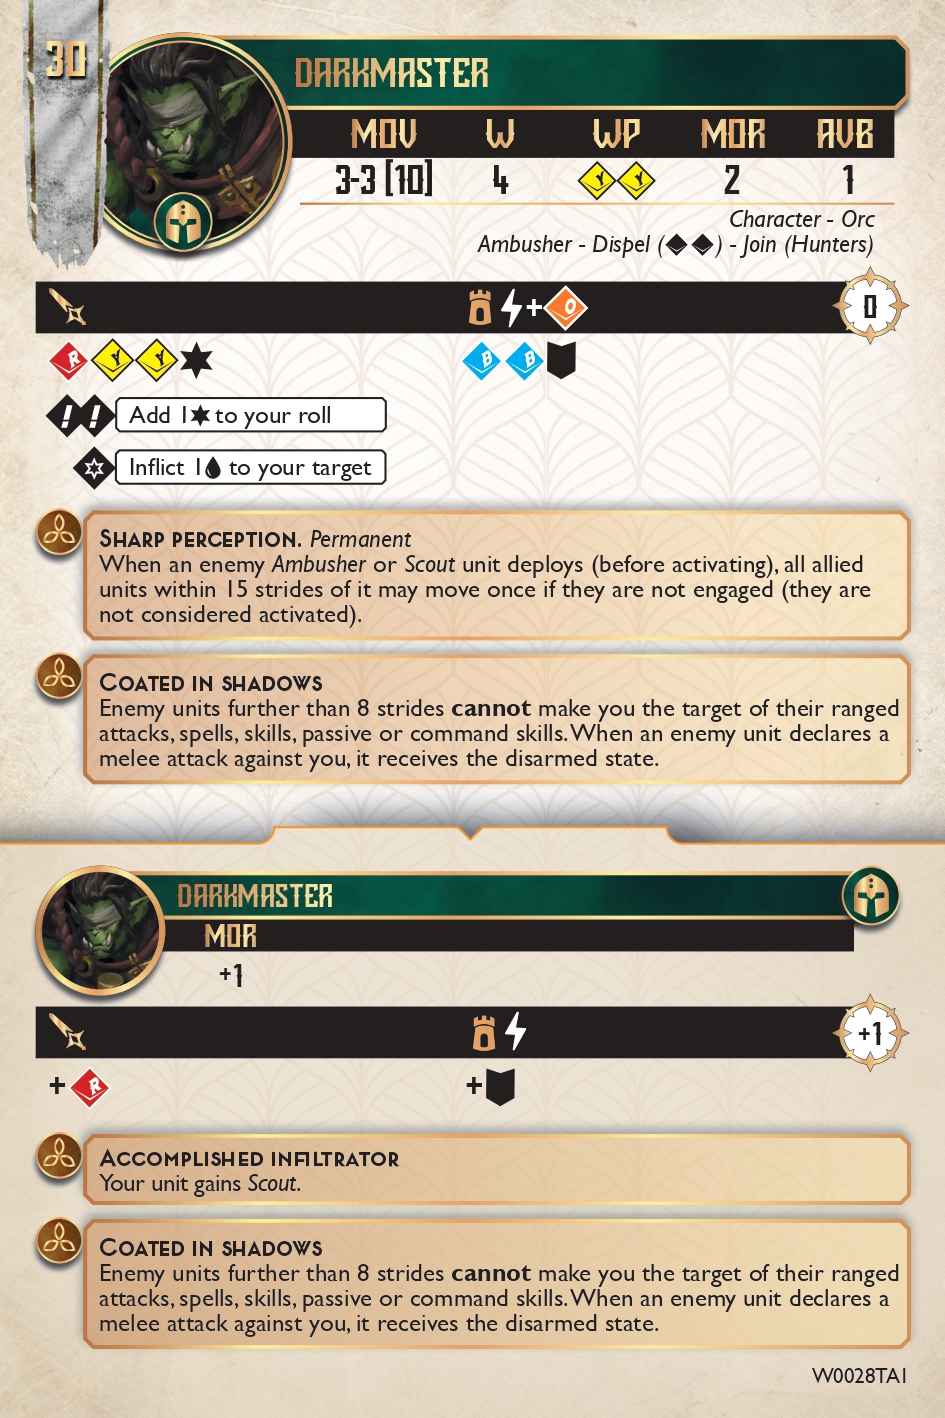 30
DARKMASTER
MOV W WP MOR AVB
3-3 [10] 4 Y Y 2 1
Character - Orc
Ambusher - Dispel ( ) - Join (Hunters)
+ O 0
R Y Y B B
! ! Add 1 to your roll
Inflict 1 to your target
SHARP PERCEPTION. Permanent
When an enemy Ambusher or Scout unit deploys (before activating), all allied
units within 15 strides of it may move once if they are not engaged (they are
not considered activated).
COATED IN SHADOWS
Enemy units further than 8 strides cannot make you the target of their ranged
attacks, spells, skills, passive or command skills. When an enemy unit declares a
melee attack against you, it receives the disarmed state.
DARKMASTER
MOR
+1
+1
+ R +
ACCOMPLISHED INFILTRATOR
Your unit gains Scout.
COATED IN SHADOWS
Enemy units further than 8 strides cannot make you the target of their ranged
attacks, spells, skills, passive or command skills. When an enemy unit declares a
melee attack against you, it receives the disarmed state.
W0028TA1